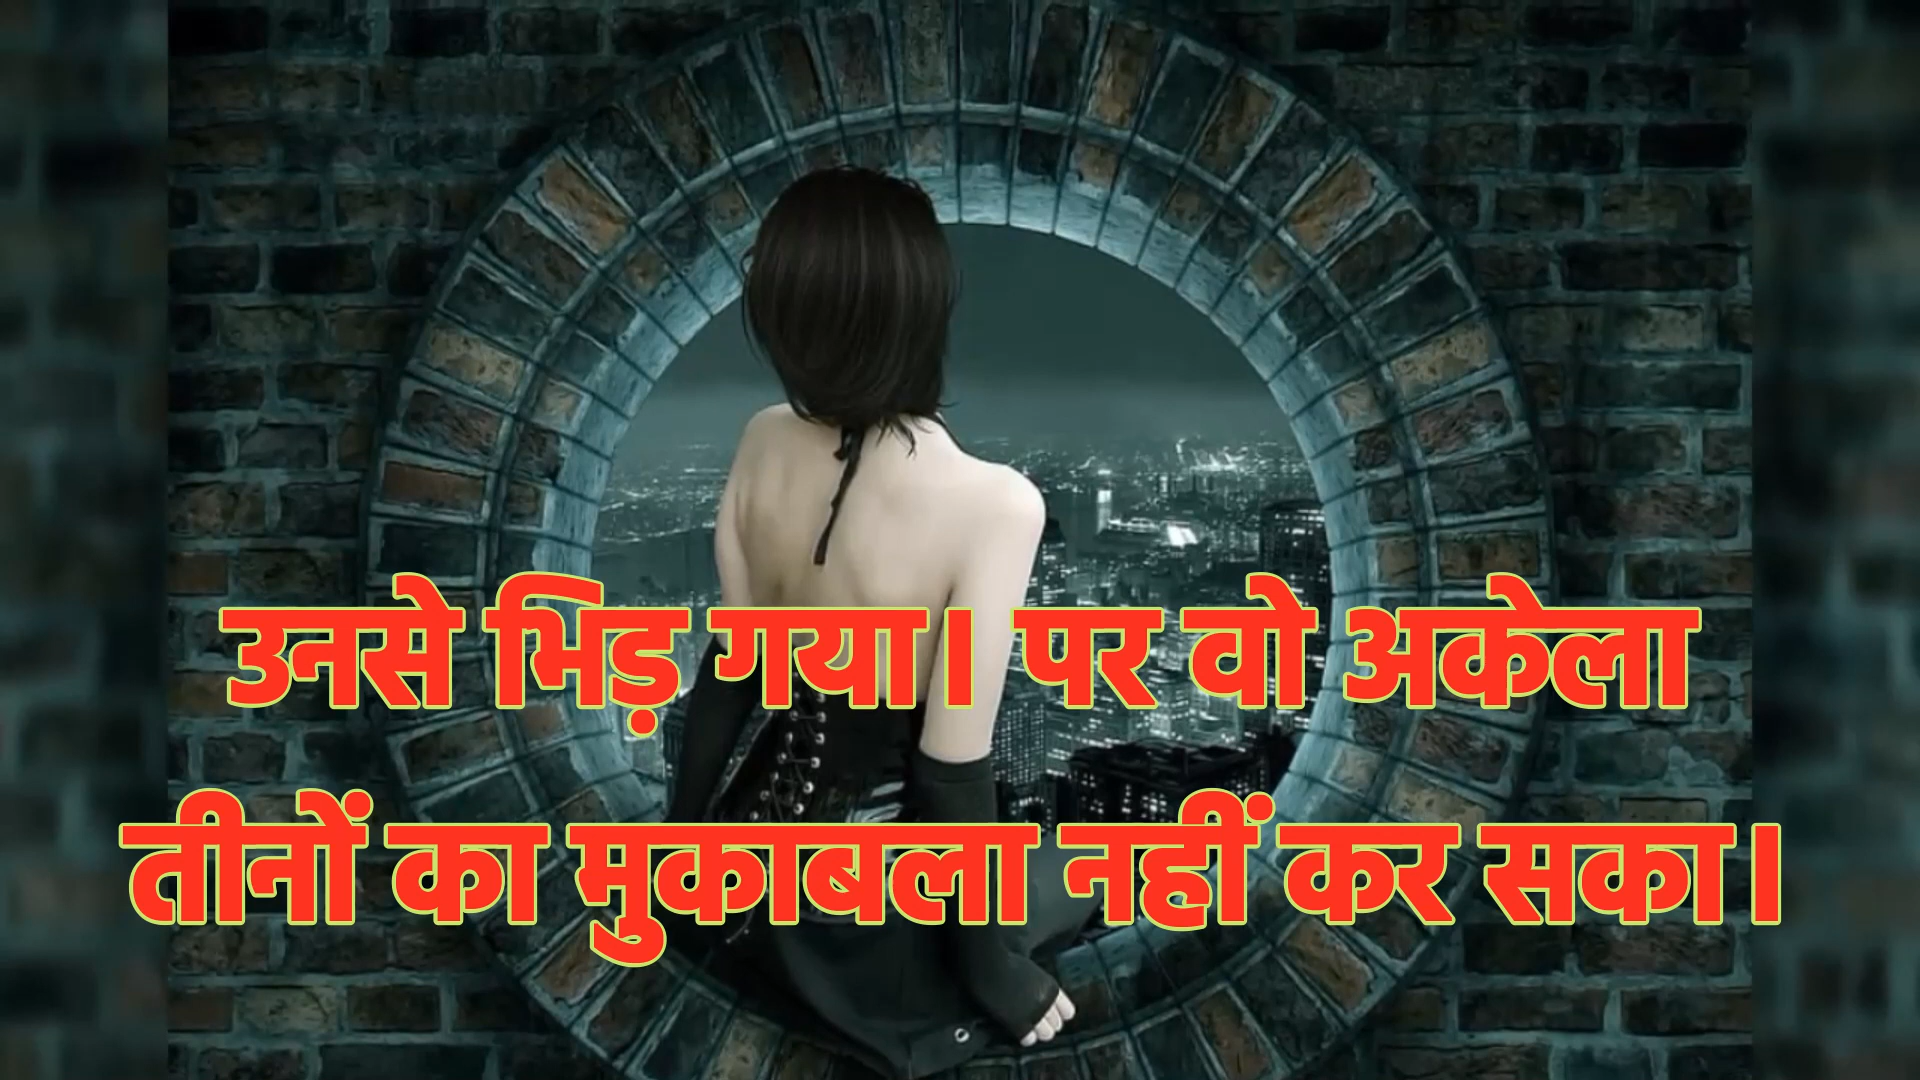 उनसे भिड़ गया। पर वो अकेला
तीनों का मुकाबला नहीं कर सका।